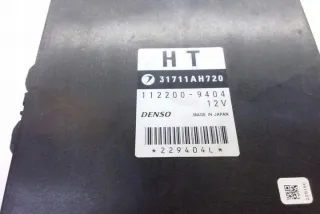 HT
31711AH720
112200-9404
12V
DENSO MADE IN JAPAN
*229404L*